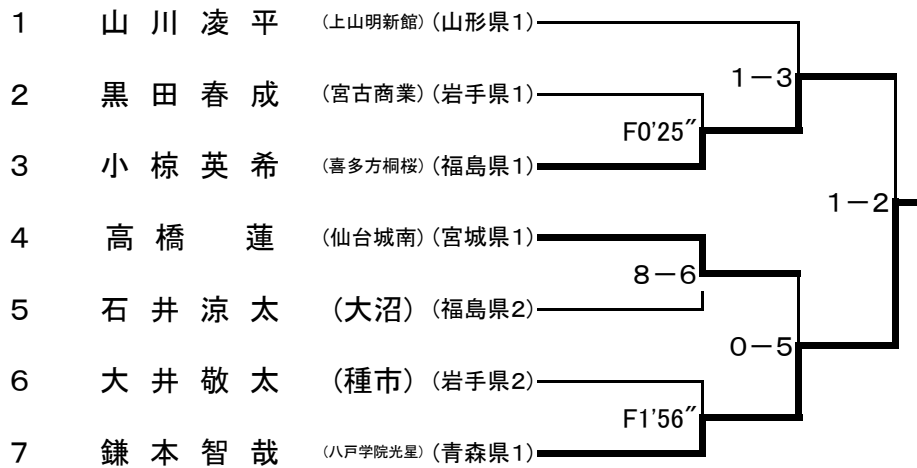 1 山川凌平 (上山明新館) (山形県1)
1－3
2 黒田春成 (宮古商業) (岩手県1)
F0'25″
3 小椋英希 (喜多方桐桜) (福島県1)
1－2
4 高橋 蓮 (仙台城南) (宮城県1)
8－6
5 石井涼太 (大沼) (福島県2)
0－5
6 大井敬太 (種市) (岩手県2)
F1'56″
7 鎌本智哉 (八戸学院光星) (青森県1)